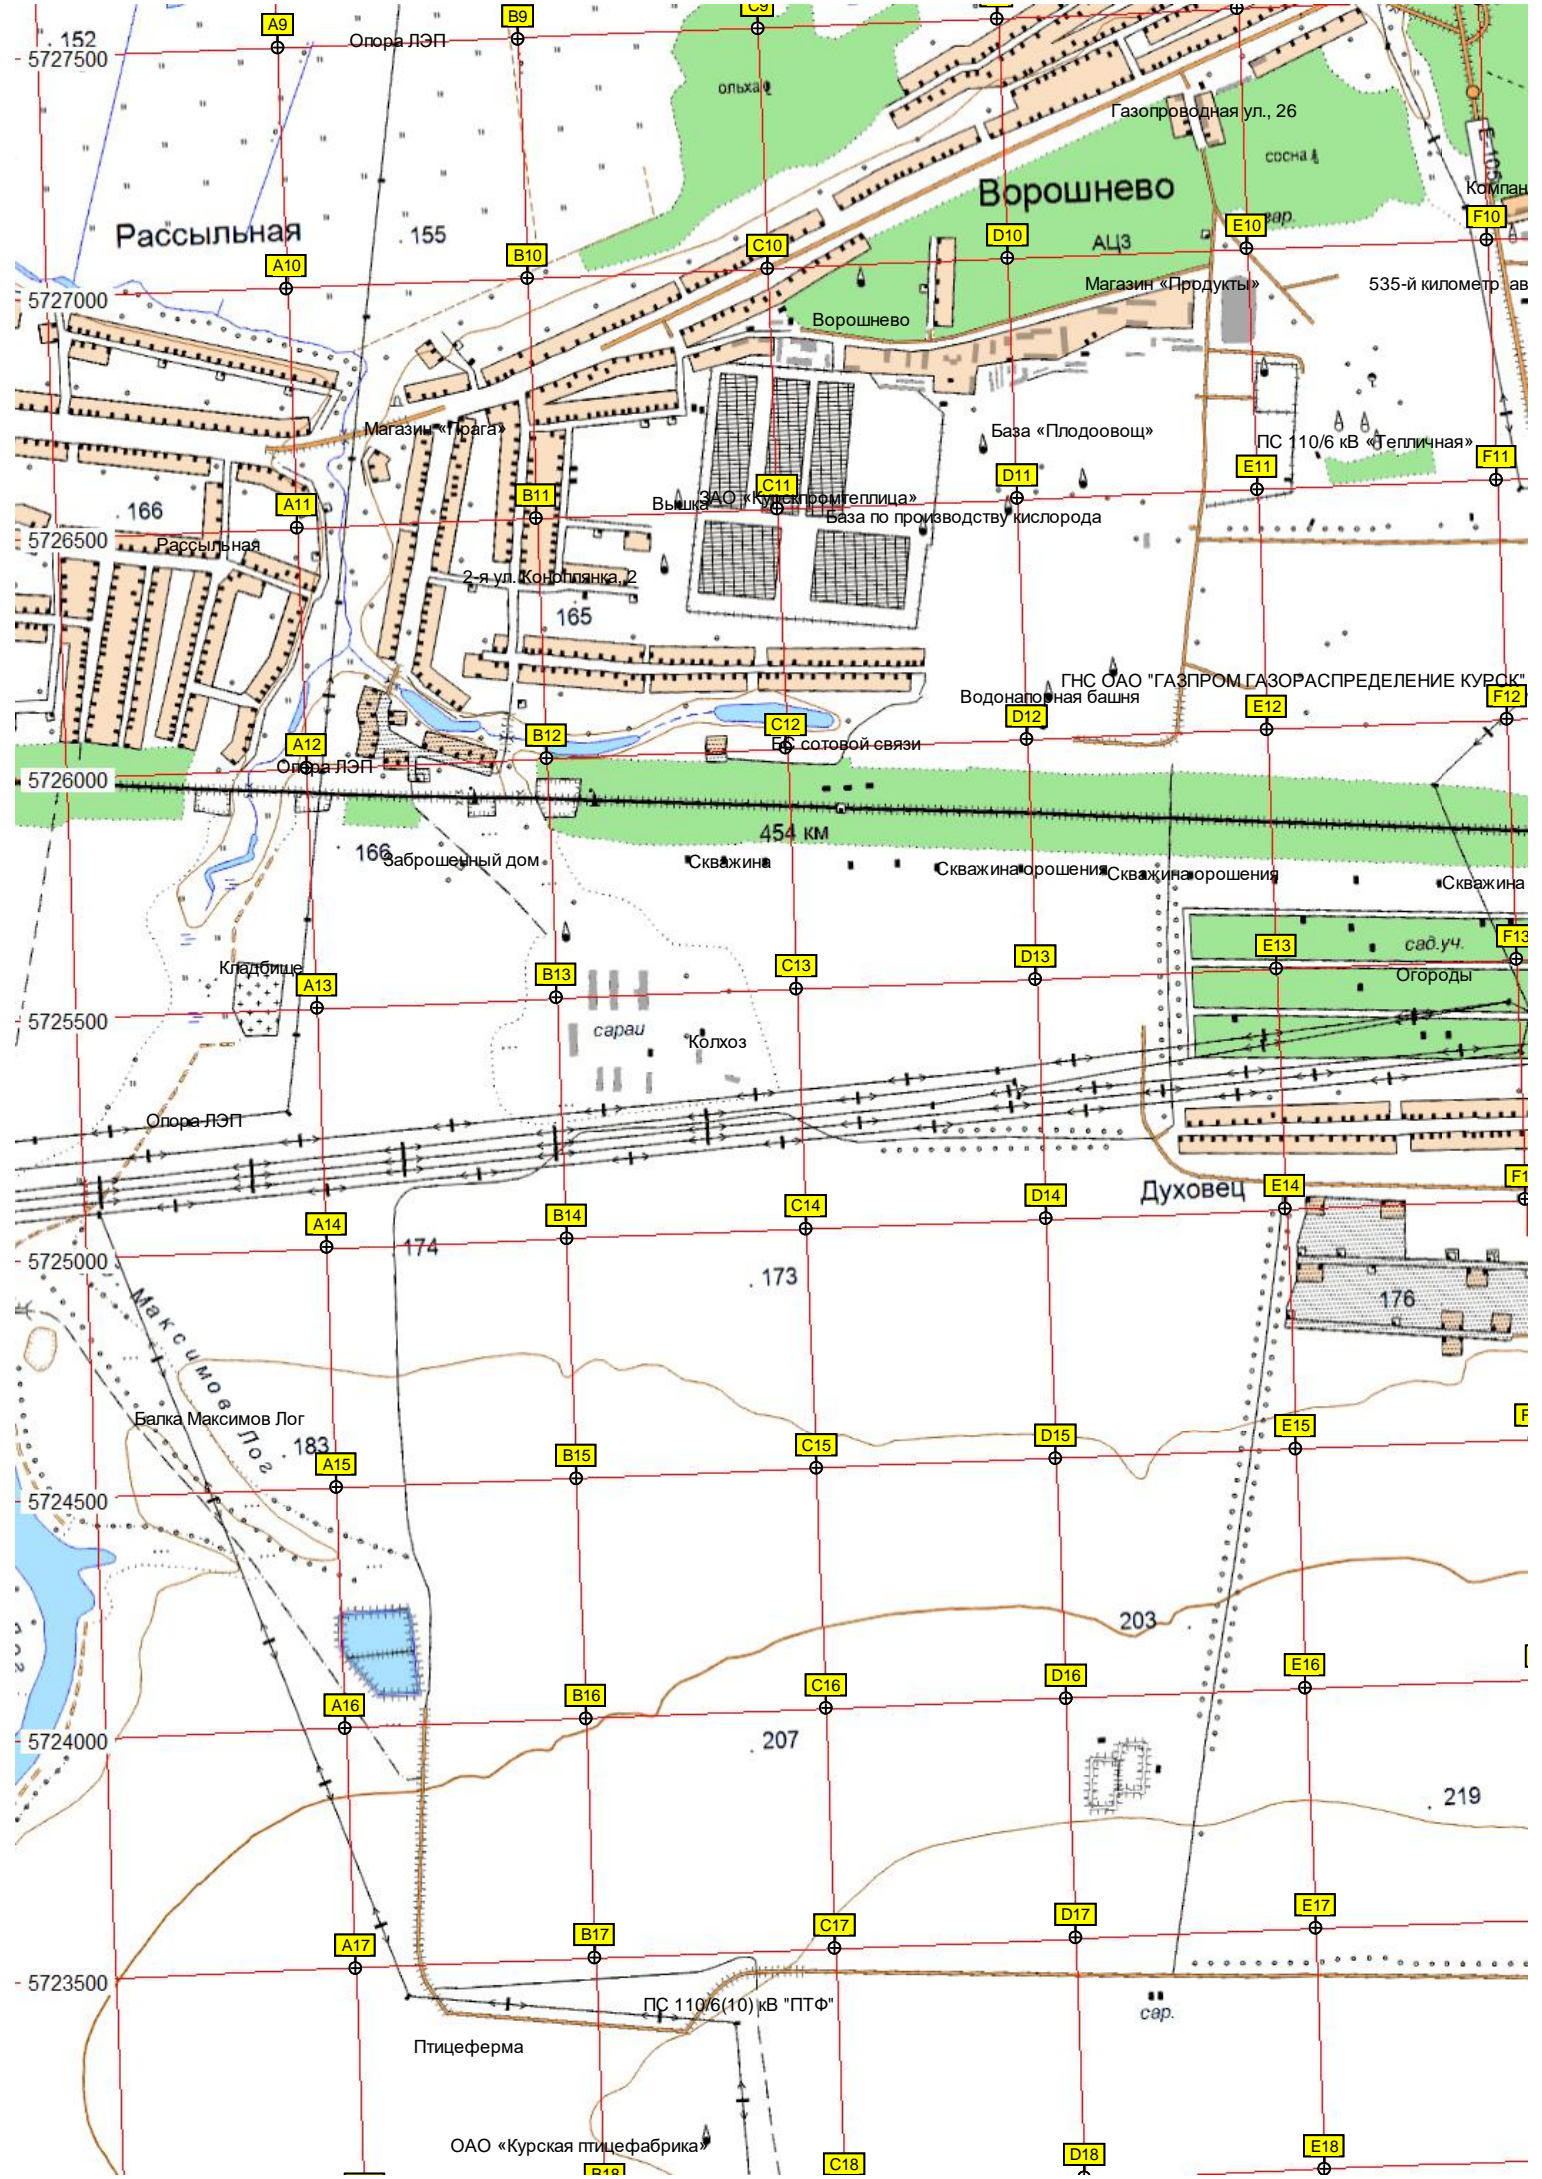 A9
B9
C9
152
Опора ЛЭП
5727500
ольха
Газопроводная ул., 26
сосна
E 105
Ворошнево
Компан
Рассыльная
155
гар.
F10
E10
D10
C10
B10
A10
АЦЗ
5727000
Магазин «Продукты»
535-й километр ав
Ворошнево
Магазин «Прага»
База «Плодоовощ»
ПС 110/6 кВ «Тепличная»
F11
E11
D11
C11
B11
A11
166
Вышка
ЗАО «Курскпромтеплица»
База по производству кислорода
5726500
Рассыльная
2-я ул. Коноплянка, 2
165
ГНС ОАО "ГАЗПРОМ ГАЗОРАСПРЕДЕЛЕНИЕ КУРСК"
Водонапорная башня
F12
E12
D12
C12
B12
A12
БС сотовой связи
Опора ЛЭП
5726000
454 км
166
Заброшенный дом
Скважина
Скважина орошения
Скважина орошения
Скважина
F13
E13
D13
C13
B13
A13
сад.уч.
Огороды
Кладбище
5725500
сараи
Колхоз
Опора ЛЭП
Духовец
E14
F1
D14
C14
B14
A14
174
5725000
173
176
Максимов Лог
Балка Максимов Лог
183
F
E15
D15
C15
B15
A15
5724500
203
E16
D16
C16
B16
A16
5724000
207
219
E17
D17
C17
B17
A17
5723500
ПС 110/6(10) кВ "ПТФ"
сар.
Птицеферма
ОАО «Курская птицефабрика»
E18
D18
C18
B18